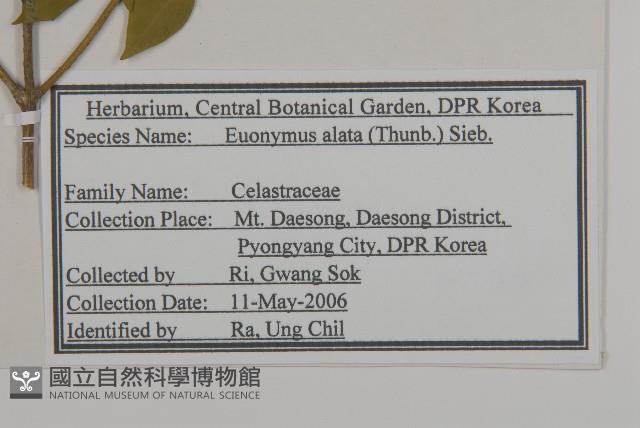 Herbarium, Central Botanical Garden, DPR Korea
Species Name: Euonymus alata (Thunb.) Sieb.
Family Name: Celastraceae
Collection Place: Mt. Daesong, Daesong District,
Pyongyang City, DPR Korea
Collected by Ri, Gwang Sok
Collection Date: 11-May-2006
Identified by Ra, Ung Chil
國立自然科學博物館
NATIONAL MUSEUM OF NATURAL SCIENCE